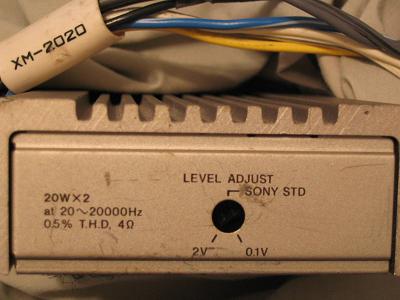 XM-2020
LEVEL ADJUST
SONY STD
20W×2
at 20~20000Hz
0.5% T.H.D, 4Ω
2V 0.1V